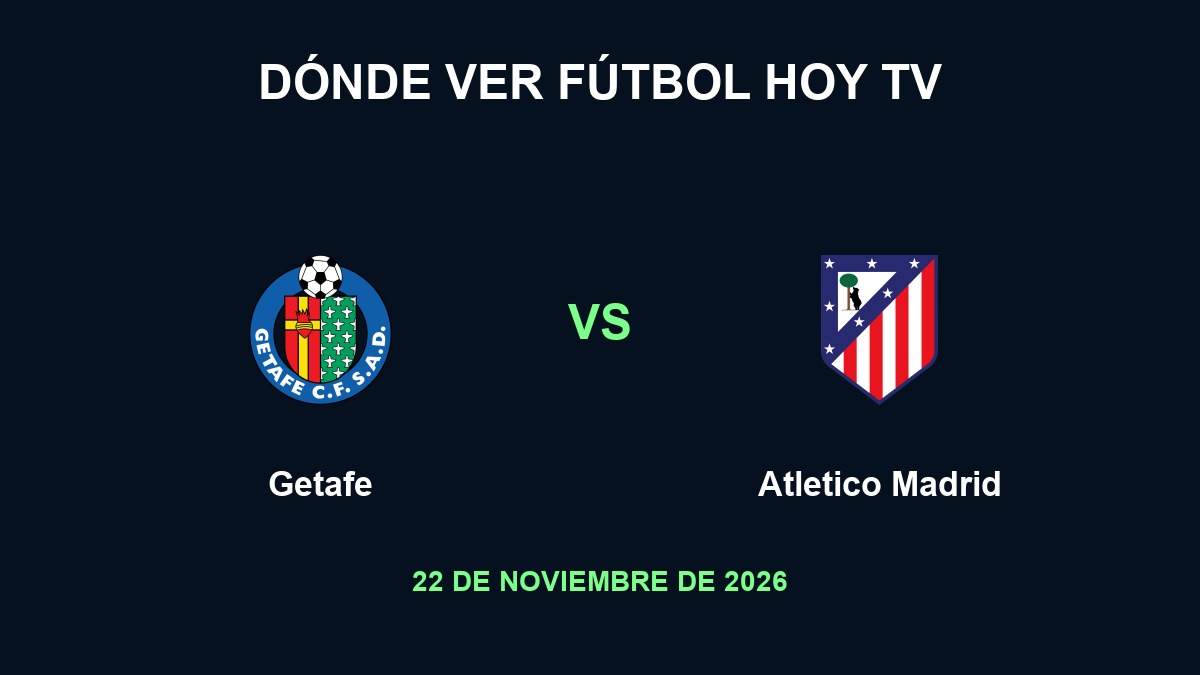 DÓNDE VER FÚTBOL HOY TV
VS
GETAFE C.F. S.A.D.
Getafe
Atletico Madrid
22 DE NOVIEMBRE DE 2026